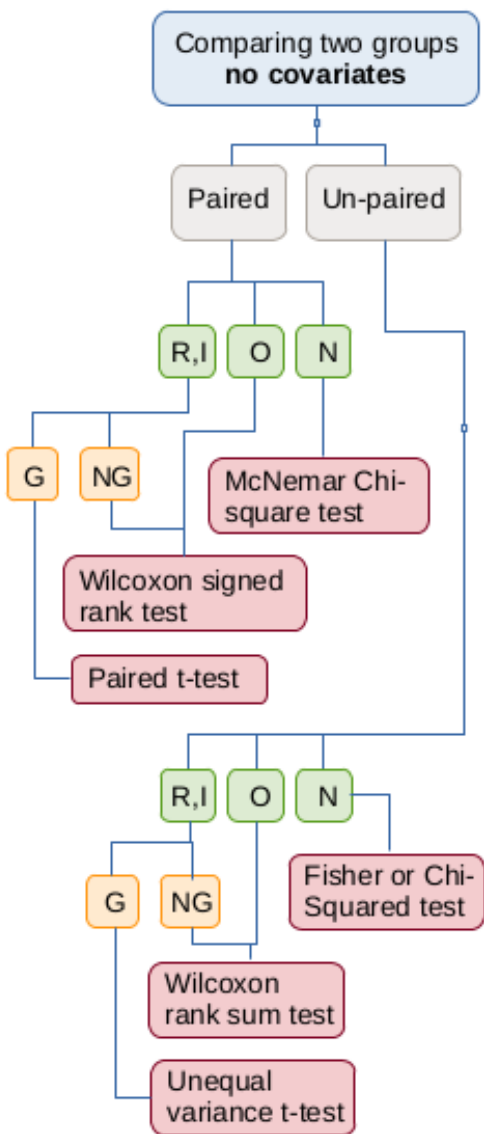 Comparing two groups
no covariates
Paired
Un-paired
R,I
O
N
G
NG
McNemar Chi-
square test
Wilcoxon signed
rank test
Paired t-test
R,I
O
N
G
NG
Fisher or Chi-
Squared test
Wilcoxon
rank sum test
Unequal
variance t-test